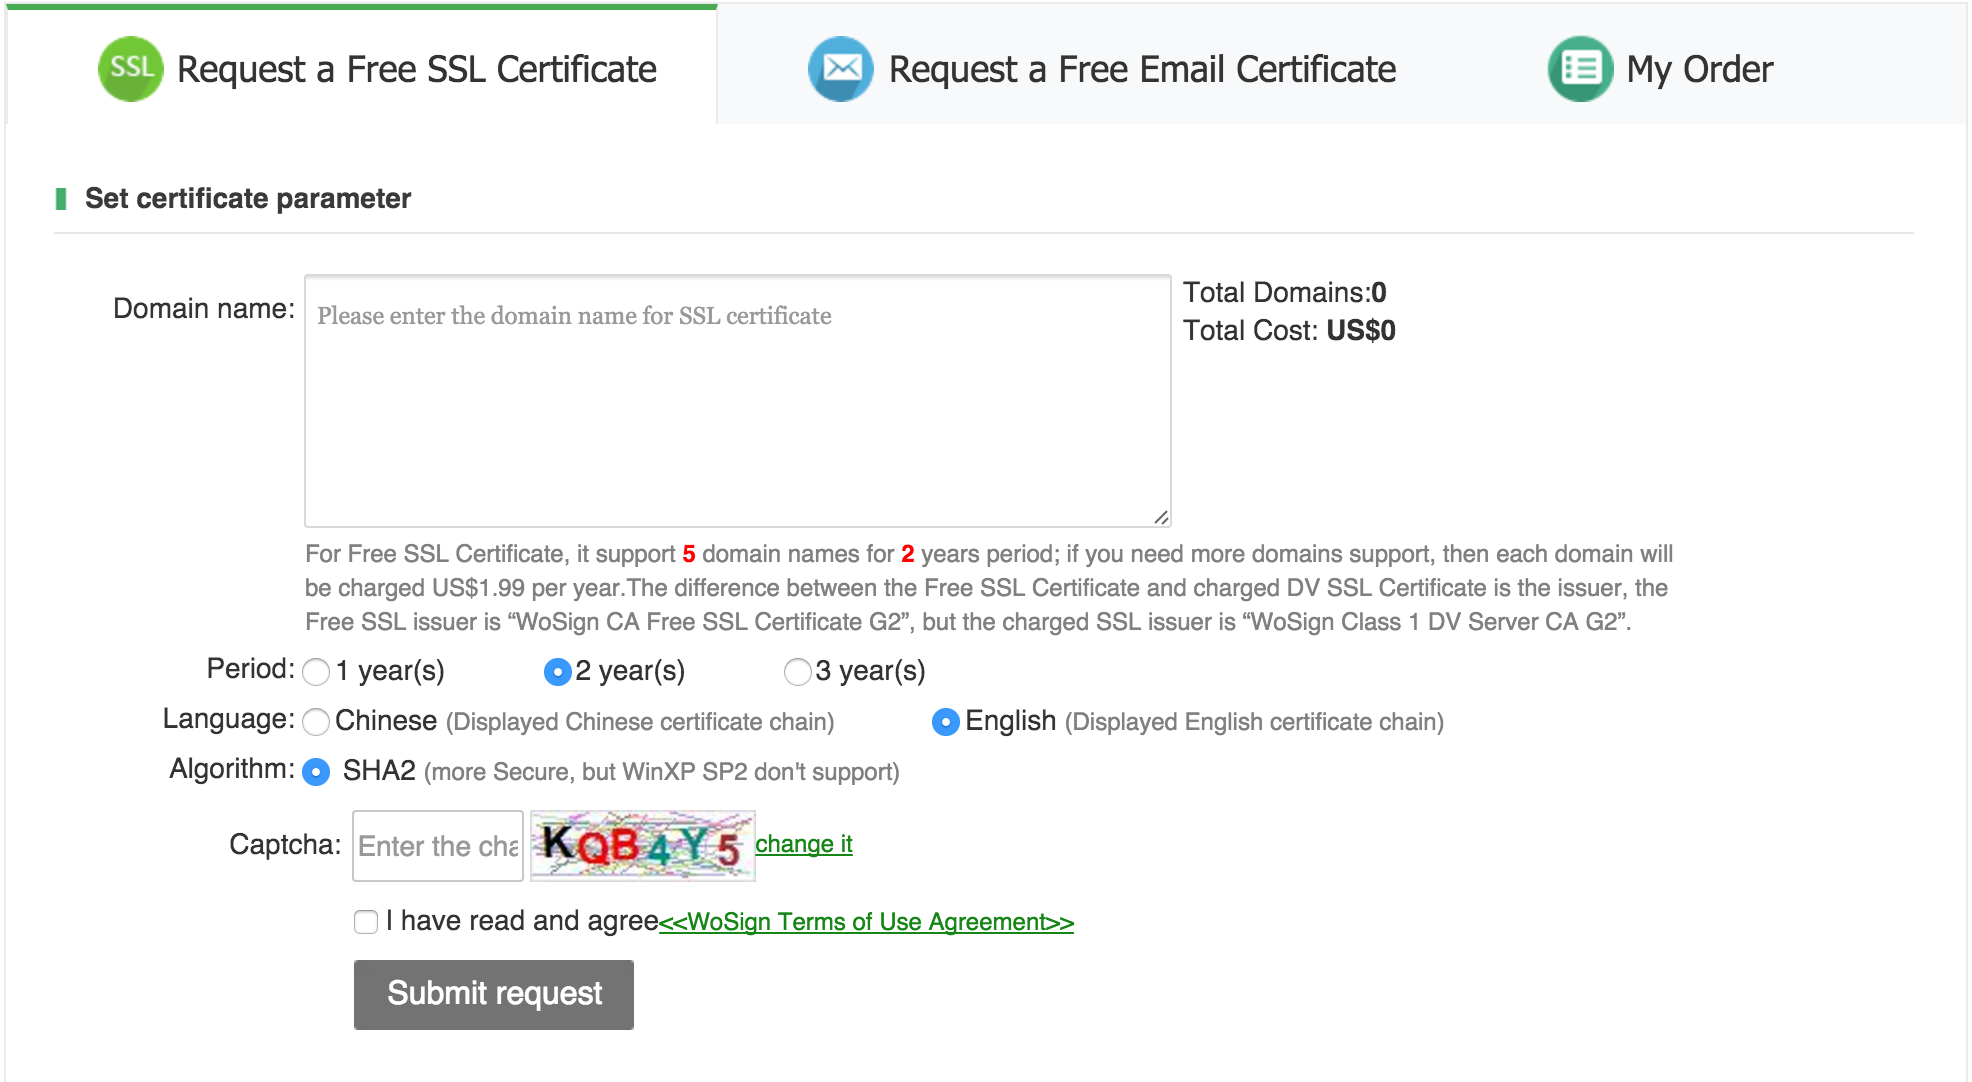 SSL Request a Free SSL Certificate
Request a Free Email Certificate
My Order
Set certificate parameter
Domain name:
Please enter the domain name for SSL certificate
Total Domains:0
Total Cost: US$0
For Free SSL Certificate, it support 5 domain names for 2 years period; if you need more domains support, then each domain will
be charged US$1.99 per year.The difference between the Free SSL Certificate and charged DV SSL Certificate is the issuer, the
Free SSL issuer is “WoSign CA Free SSL Certificate G2”, but the charged SSL issuer is “WoSign Class 1 DV Server CA G2”.
Period: 1 year(s) 2 year(s) 3 year(s)
Language: Chinese (Displayed Chinese certificate chain) English (Displayed English certificate chain)
Algorithm: SHA2 (more Secure, but WinXP SP2 don't support)
Captcha: Enter the cha KQB4Y5 change it
I have read and agree<<WoSign Terms of Use Agreement>>
Submit request